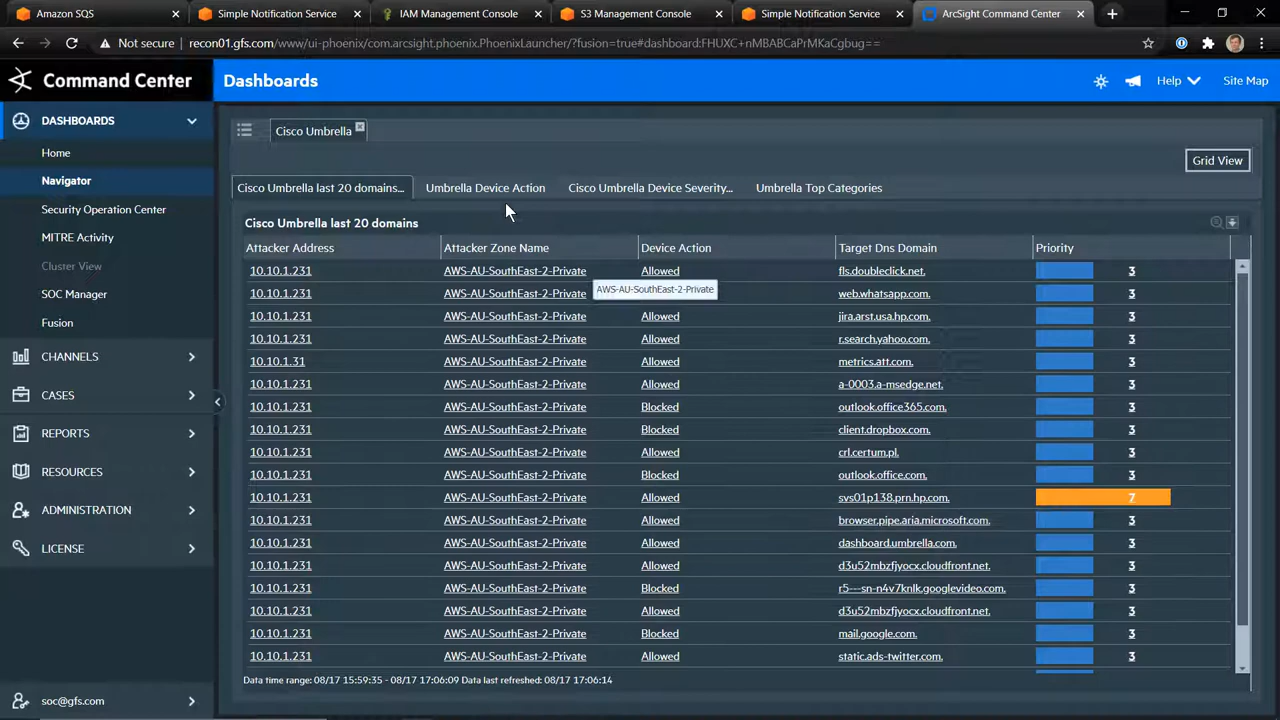 Amazon SQS
Simple Notification Service
IAM Management Console
S3 Management Console
Simple Notification Service
ArcSight Command Center
Not secure
recon01.gfs.com/www/ui-phoenix/com.arcsight.phoenix.PhoenixLauncher/?fusion=true#dashboard:FHUXC+nMBABCaPrMKaCgbug==
Command Center
Dashboards
Help
Site Map
DASHBOARDS
Home
Navigator
Security Operation Center
MITRE Activity
Cluster View
SOC Manager
Fusion
CHANNELS
CASES
REPORTS
RESOURCES
ADMINISTRATION
LICENSE
soc@gfs.com
Cisco Umbrella
Grid View
Cisco Umbrella last 20 domains... Umbrella Device Action Cisco Umbrella Device Severity... Umbrella Top Categories
Cisco Umbrella last 20 domains
Attacker Address Attacker Zone Name Device Action Target Dns Domain Priority
10.10.1.231 AWS-AU-SouthEast-2-Private Allowed fls.doubleclick.net. 3
AWS-AU-SouthEast-2-Private
10.10.1.231 AWS-AU-SouthEast-2-Private web.whatsapp.com. 3
10.10.1.231 AWS-AU-SouthEast-2-Private Allowed jira.arst.usa.hp.com. 3
10.10.1.231 AWS-AU-SouthEast-2-Private Allowed r.search.yahoo.com. 3
10.10.1.31 AWS-AU-SouthEast-2-Private Allowed metrics.att.com. 3
10.10.1.231 AWS-AU-SouthEast-2-Private Allowed a-0003.a-msedge.net. 3
10.10.1.231 AWS-AU-SouthEast-2-Private Blocked outlook.office365.com. 3
10.10.1.231 AWS-AU-SouthEast-2-Private Blocked client.dropbox.com. 3
10.10.1.231 AWS-AU-SouthEast-2-Private Allowed crl.certum.pl. 3
10.10.1.231 AWS-AU-SouthEast-2-Private Blocked outlook.office.com. 3
10.10.1.231 AWS-AU-SouthEast-2-Private Allowed svs01p138.prn.hp.com. 7
10.10.1.231 AWS-AU-SouthEast-2-Private Allowed browser.pipe.aria.microsoft.com. 3
10.10.1.231 AWS-AU-SouthEast-2-Private Allowed dashboard.umbrella.com. 3
10.10.1.231 AWS-AU-SouthEast-2-Private Allowed d3u52mbzfjyocx.cloudfront.net. 3
10.10.1.231 AWS-AU-SouthEast-2-Private Blocked r5---sn-n4v7knlk.googlevideo.com. 3
10.10.1.231 AWS-AU-SouthEast-2-Private Allowed d3u52mbzfjyocx.cloudfront.net. 3
10.10.1.231 AWS-AU-SouthEast-2-Private Blocked mail.google.com. 3
10.10.1.231 AWS-AU-SouthEast-2-Private Allowed static.ads-twitter.com. 3
Data time range: 08/17 15:59:35 - 08/17 17:06:09 Data last refreshed: 08/17 17:06:14